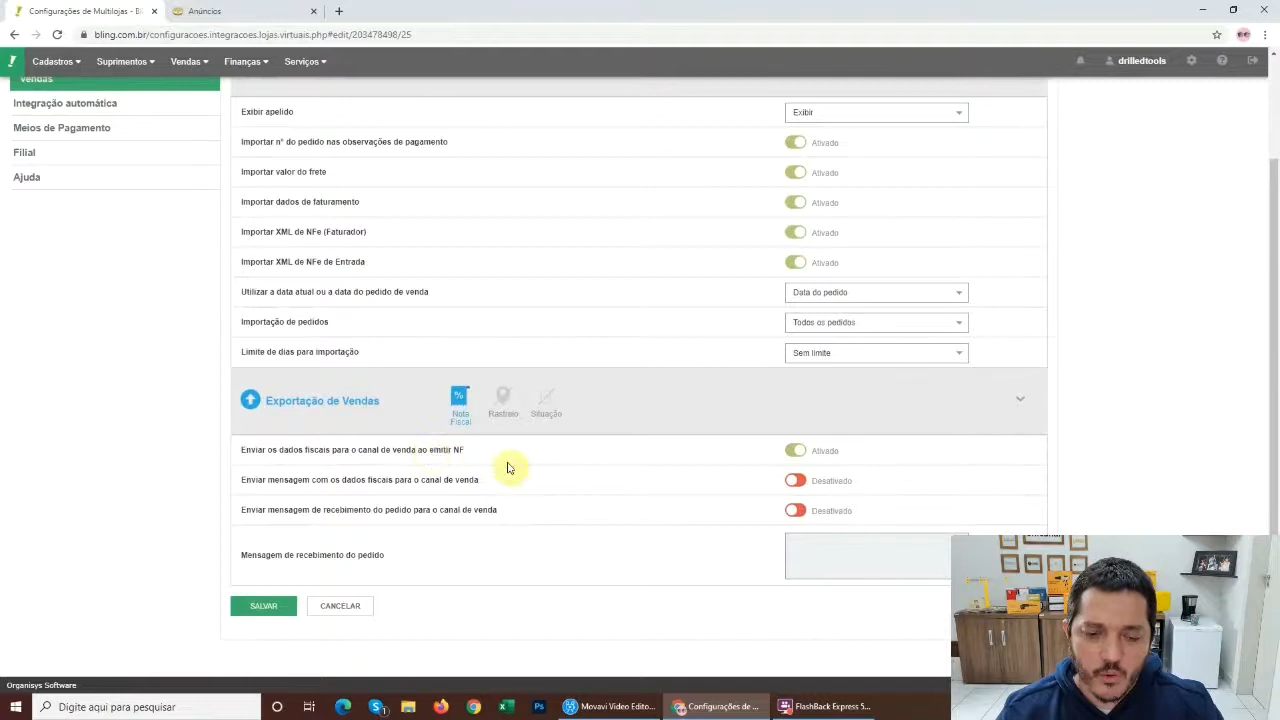 Configurações de Multilojas - Bli
Anúncios
bling.com.br/configuracoes.integracoes.lojas.virtuais.php#edit/203478498/25
Cadastros
Suprimentos
Vendas
Finanças
Serviços
drilledtools
Vendas
Integração automática
Meios de Pagamento
Filial
Ajuda
Exibir apelido
Exibir
Importar nº do pedido nas observações de pagamento
Ativado
Importar valor do frete
Ativado
Importar dados de faturamento
Ativado
Importar XML de NFe (Faturador)
Ativado
Importar XML de NFe de Entrada
Ativado
Utilizar a data atual ou a data do pedido de venda
Data do pedido
Importação de pedidos
Todos os pedidos
Limite de dias para importação
Sem limite
Exportação de Vendas
Nota
Fiscal
Rastreio
Situação
Enviar os dados fiscais para o canal de venda ao emitir NF
Ativado
Enviar mensagem com os dados fiscais para o canal de venda
Desativado
Enviar mensagem de recebimento do pedido para o canal de venda
Desativado
Mensagem de recebimento do pedido
SALVAR
CANCELAR
Organisys Software
Digite aqui para pesquisar
Movavi Video Edito...
Configurações de ...
FlashBack Express 5...